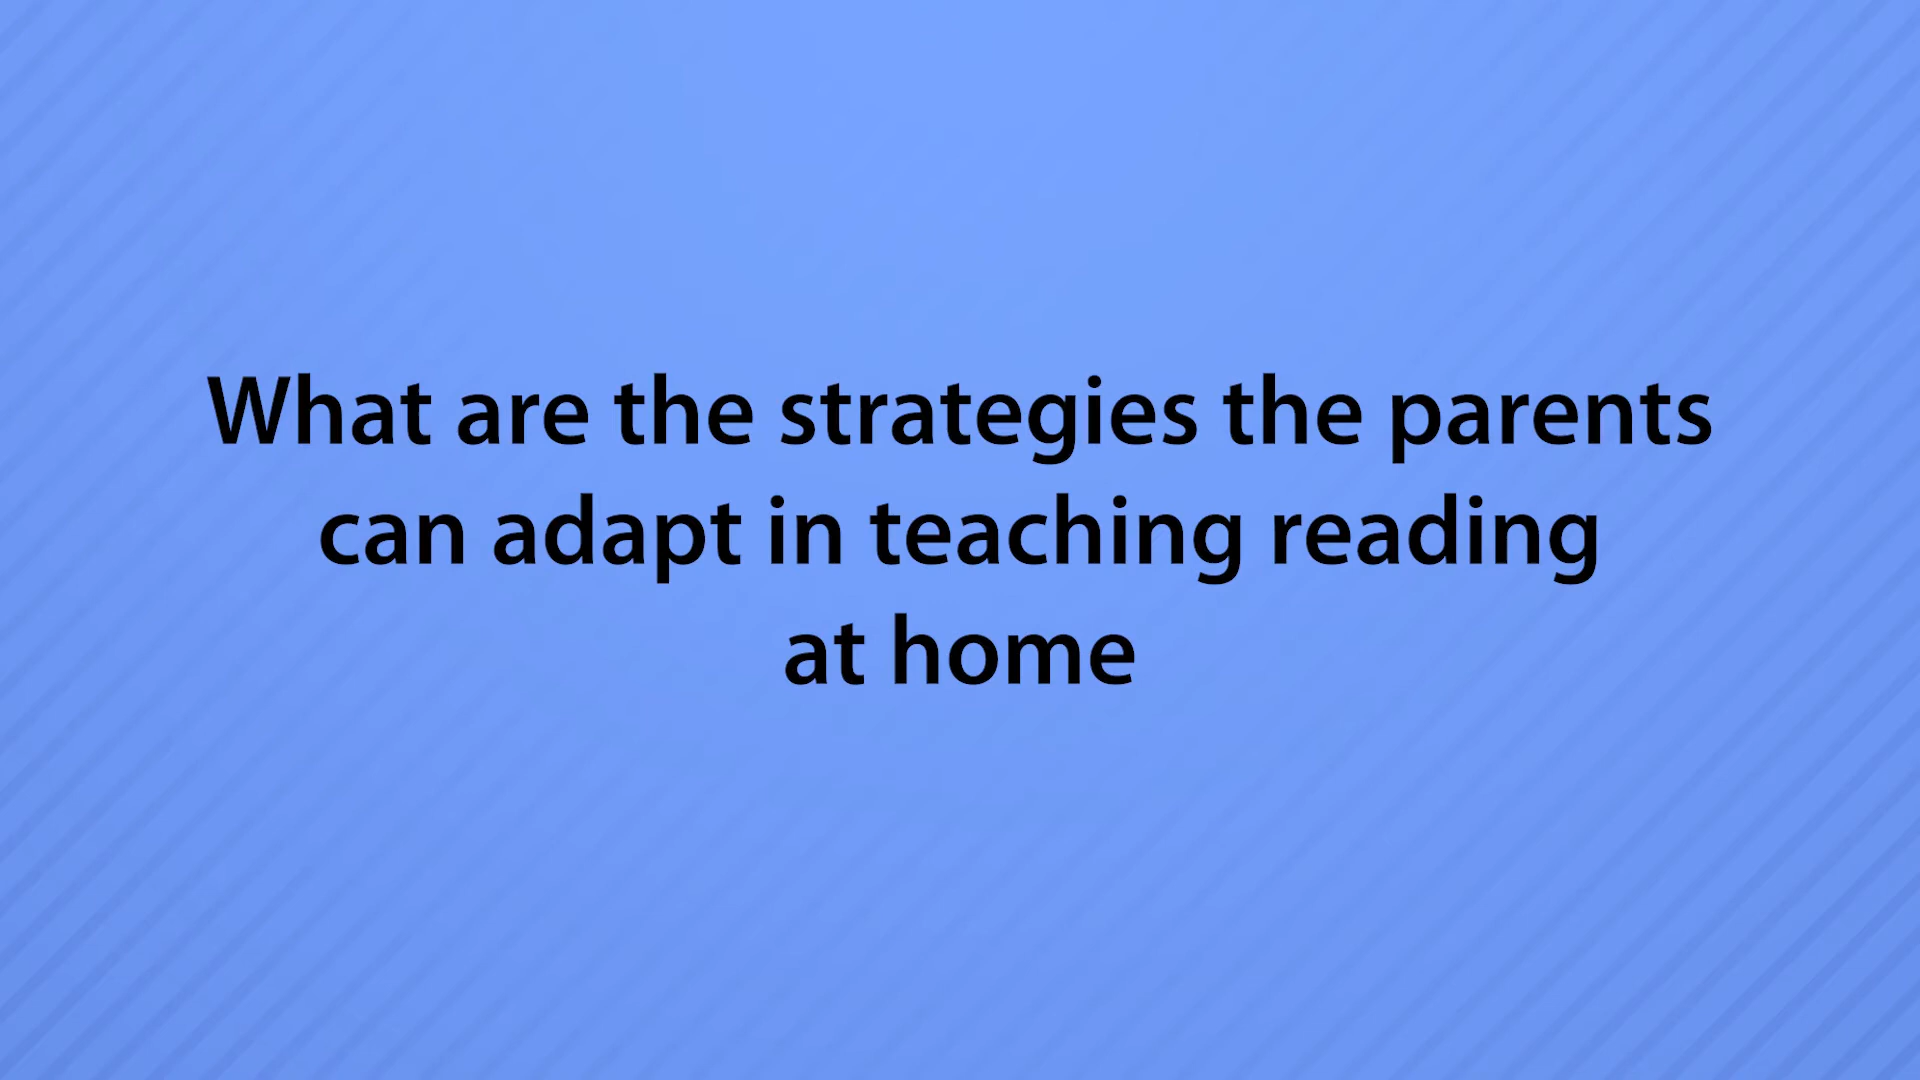 What are the strategies the parents
can adapt in teaching reading
at home